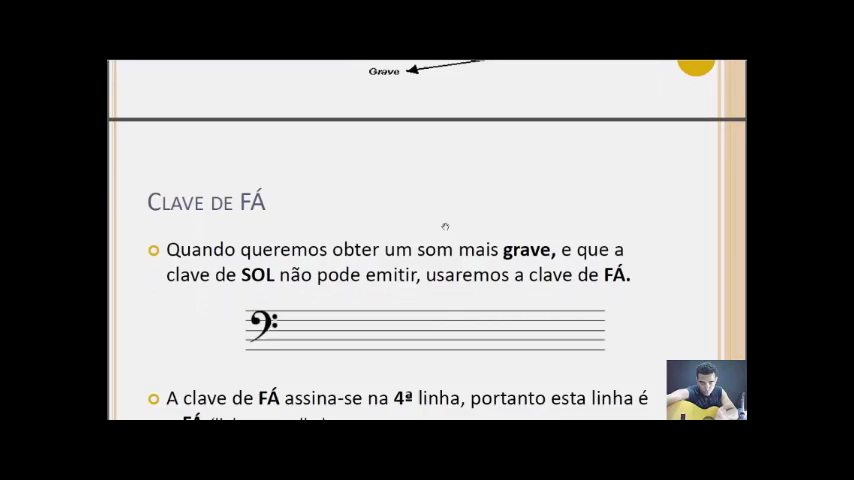 Grave
CLAVE DE FÁ
Quando queremos obter um som mais grave, e que a
clave de SOL não pode emitir, usaremos a clave de FÁ.
A clave de FÁ assina-se na 4ª linha, portanto esta linha é
FÁ